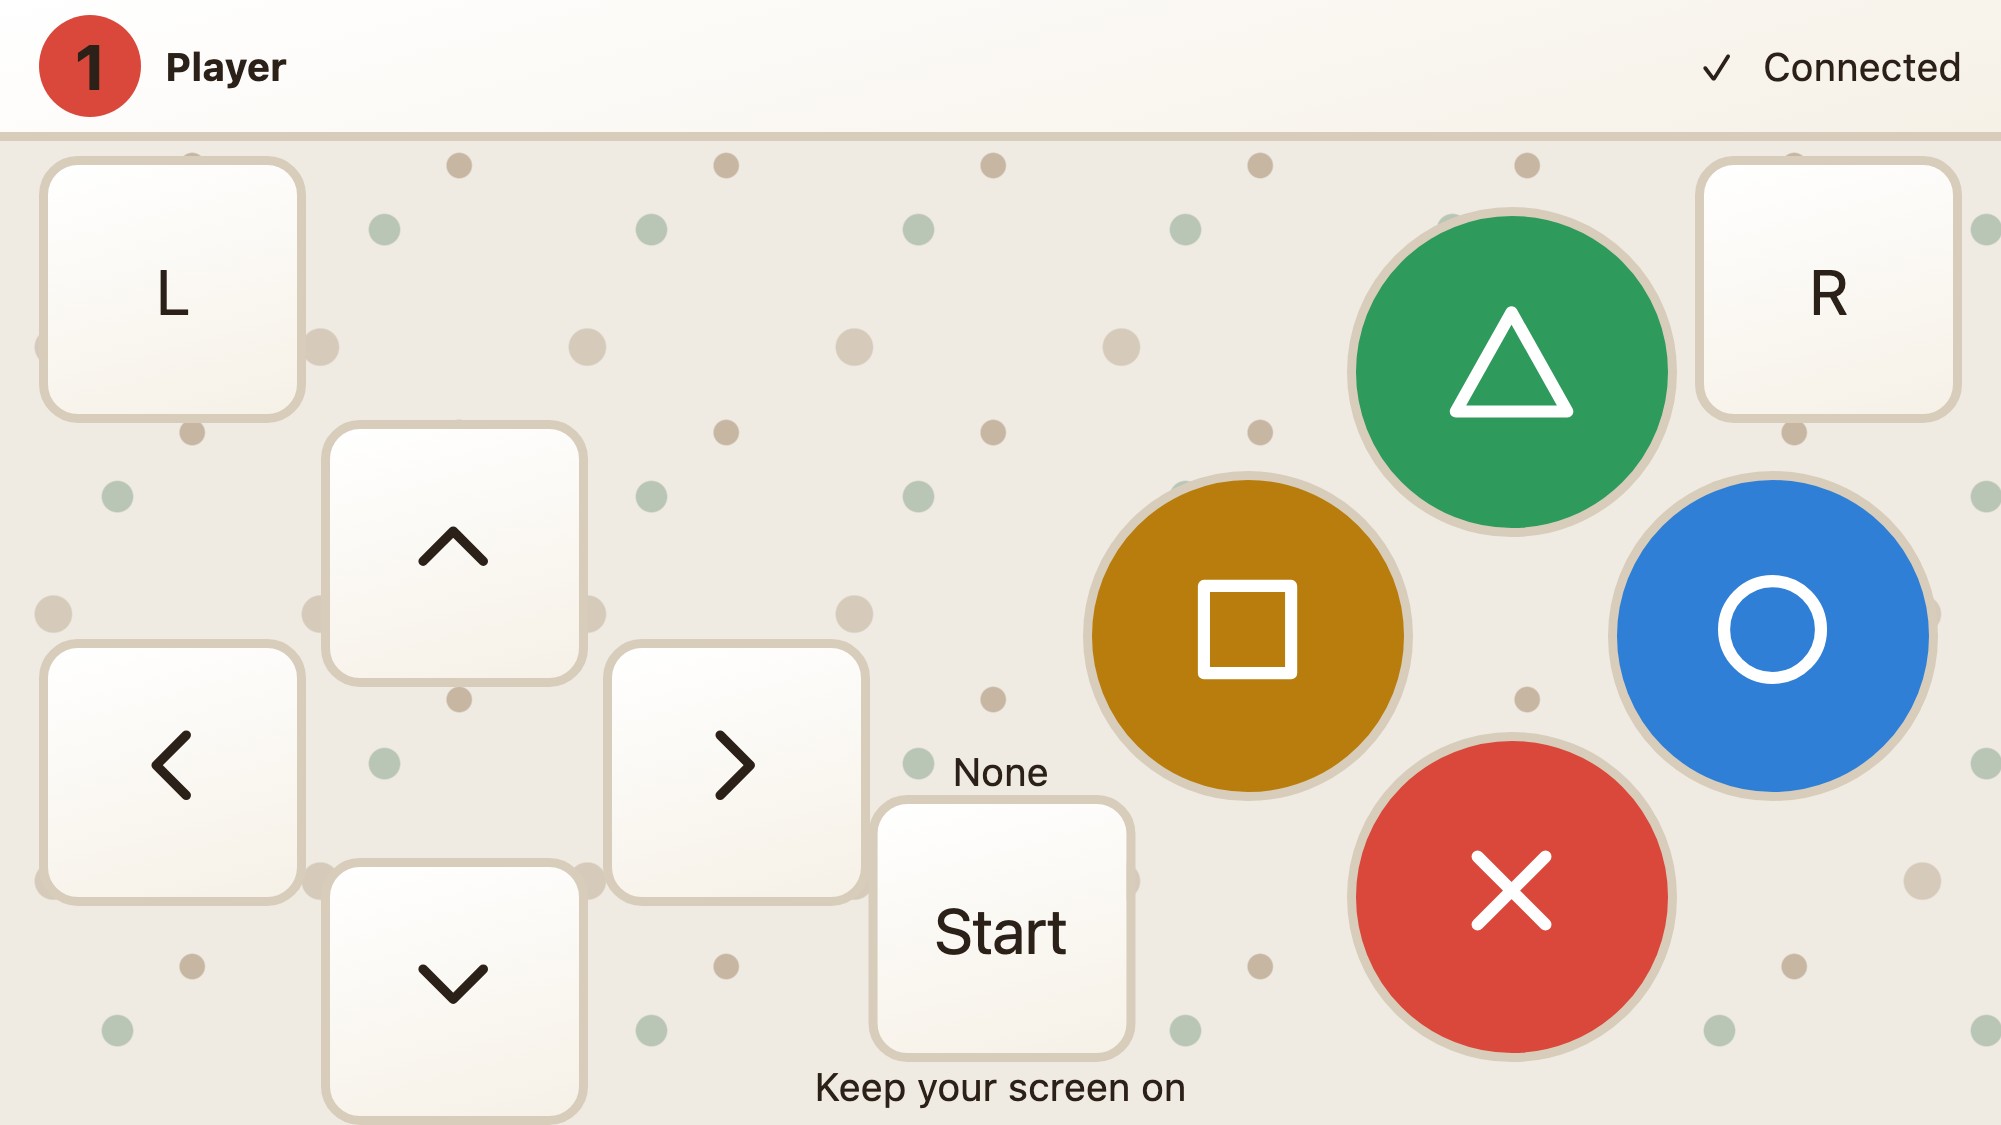 1 Player
✓ Connected
L
R
None
Start
Keep your screen on